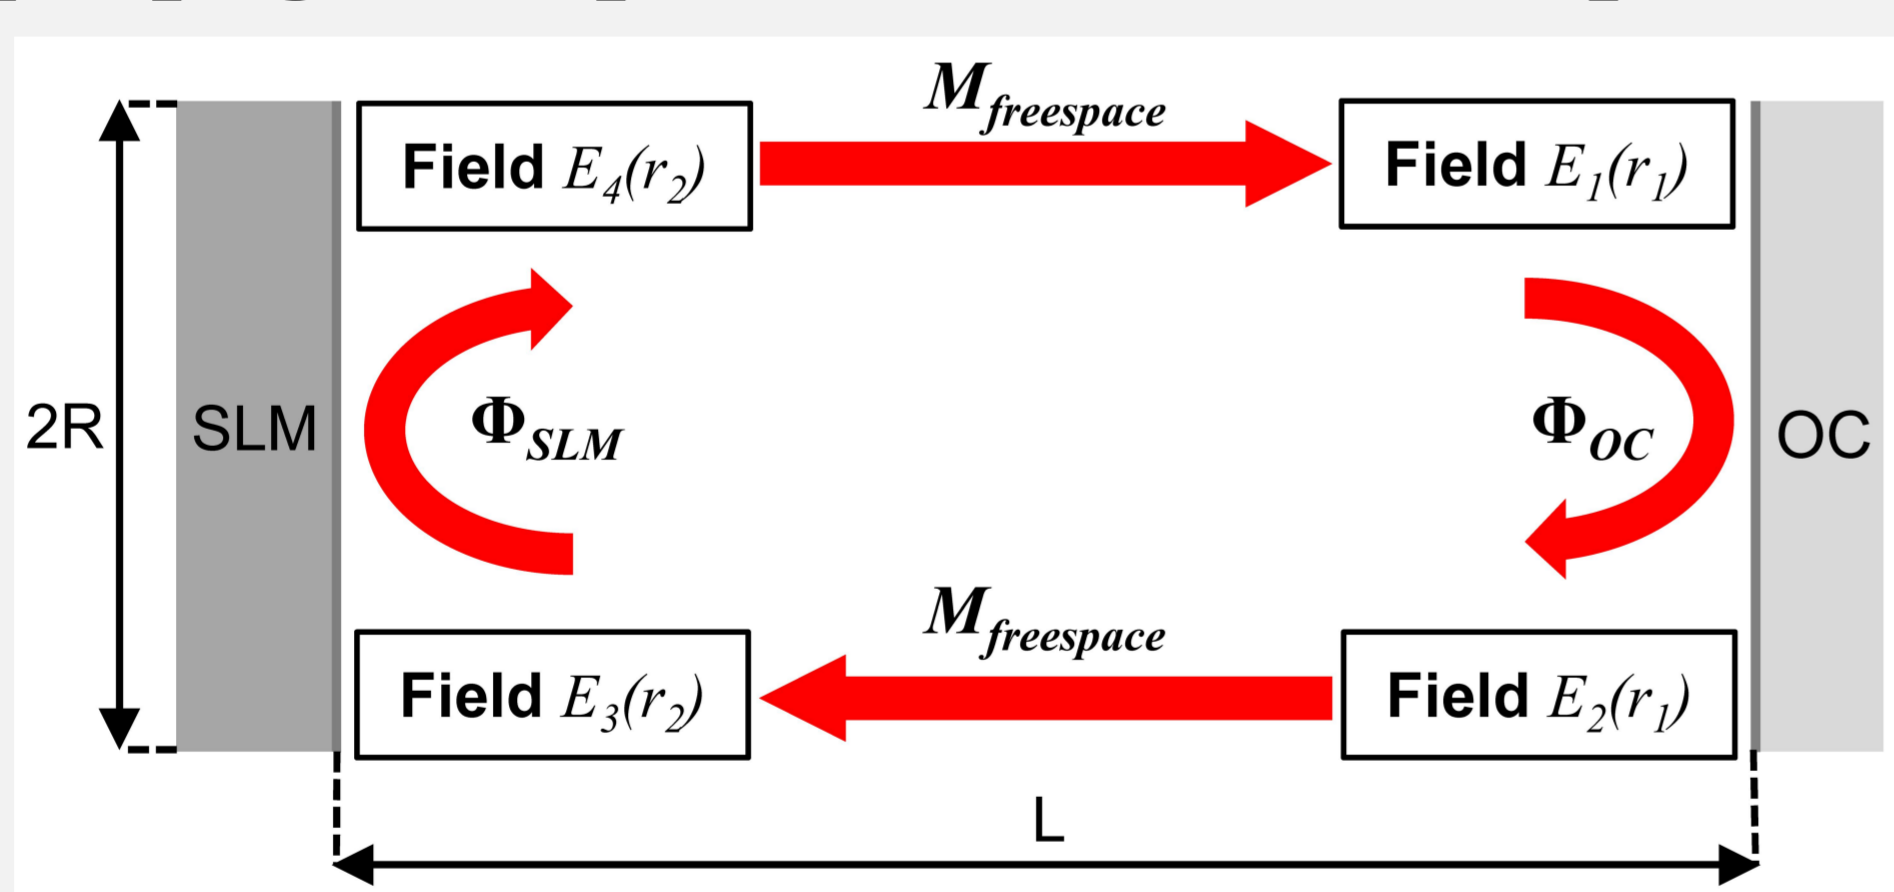 M_freespace
Field E_4(r_2)
Field E_1(r_1)
2R
SLM
Φ_SLM
Φ_OC
OC
M_freespace
Field E_3(r_2)
Field E_2(r_1)
L